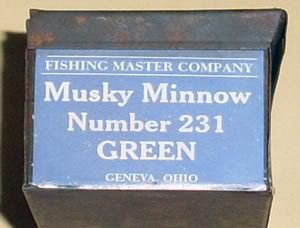 FISHING MASTER COMPANY
Musky Minnow
Number 231
GREEN
GENEVA, OHIO